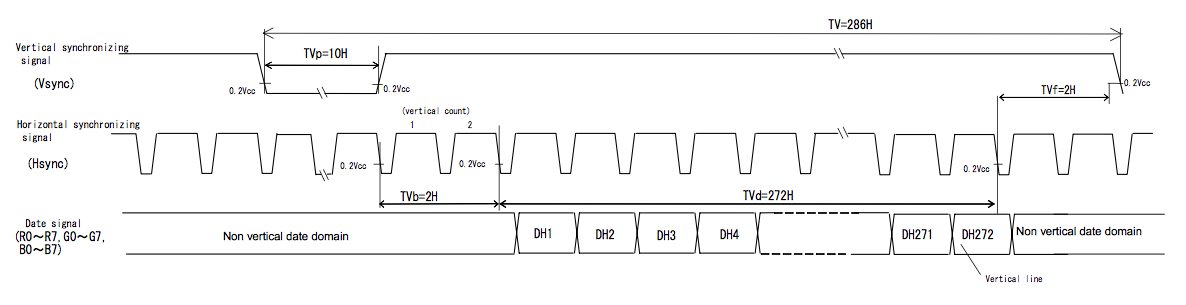 TV=286H
Vertical synchronizing
signal
(Vsync)
TVp=10H
0.2Vcc
0.2Vcc
0.2Vcc
TVf=2H
(vertical count)
1 2
Horizontal synchronizing
signal
(Hsync)
0.2Vcc
0.2Vcc
0.2Vcc
TVb=2H
TVd=272H
Date signal
(R0～R7,G0～G7,
B0～B7)
Non vertical date domain
DH1
DH2
DH3
DH4
DH271
DH272
Non vertical date domain
Vertical line